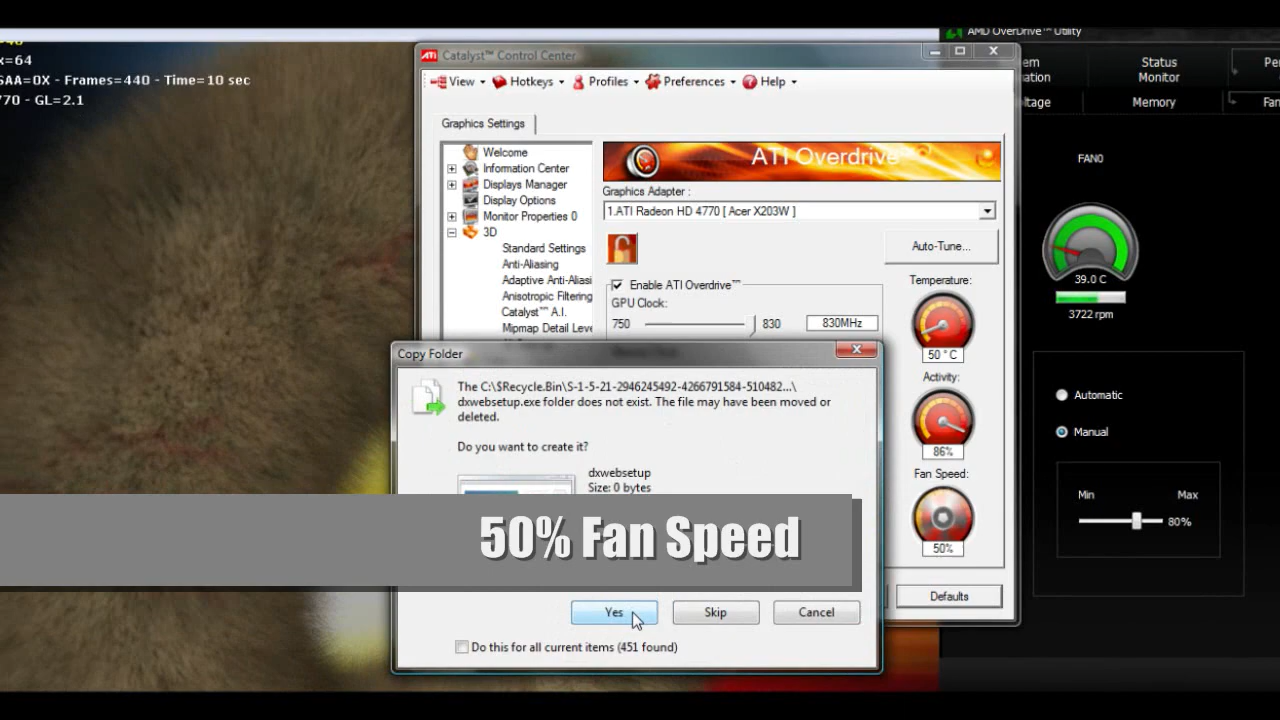 x=64
SAA=0X - Frames=440 - Time=10 sec
770 - GL=2.1
Catalyst™ Control Center
View
Hotkeys
Profiles
Preferences
Help
Graphics Settings
Welcome
Information Center
Displays Manager
Display Options
Monitor Properties 0
3D
Standard Settings
Anti-Aliasing
Adaptive Anti-Aliasi
Anisotropic Filtering
Catalyst™ A.I.
Mipmap Detail Leve
ATI Overdrive™
Graphics Adapter :
1.ATI Radeon HD 4770 [ Acer X203W ]
Auto-Tune...
Enable ATI Overdrive™
GPU Clock:
750
830
830MHz
Temperature:
50°C
Activity:
86%
Fan Speed:
50%
Defaults
Copy Folder
The C:\$Recycle.Bin\S-1-5-21-2946245492-4266791584-510482...\
dxwebsetup.exe folder does not exist. The file may have been moved or
deleted.
Do you want to create it?
dxwebsetup
Size: 0 bytes
50% Fan Speed
Yes
Skip
Cancel
Do this for all current items (451 found)
AMD OverDrive™ Utility
em
ation
Status
Monitor
Pe
ltage
Memory
Fan
FAN0
39.0 C
3722 rpm
Automatic
Manual
Min
Max
80%